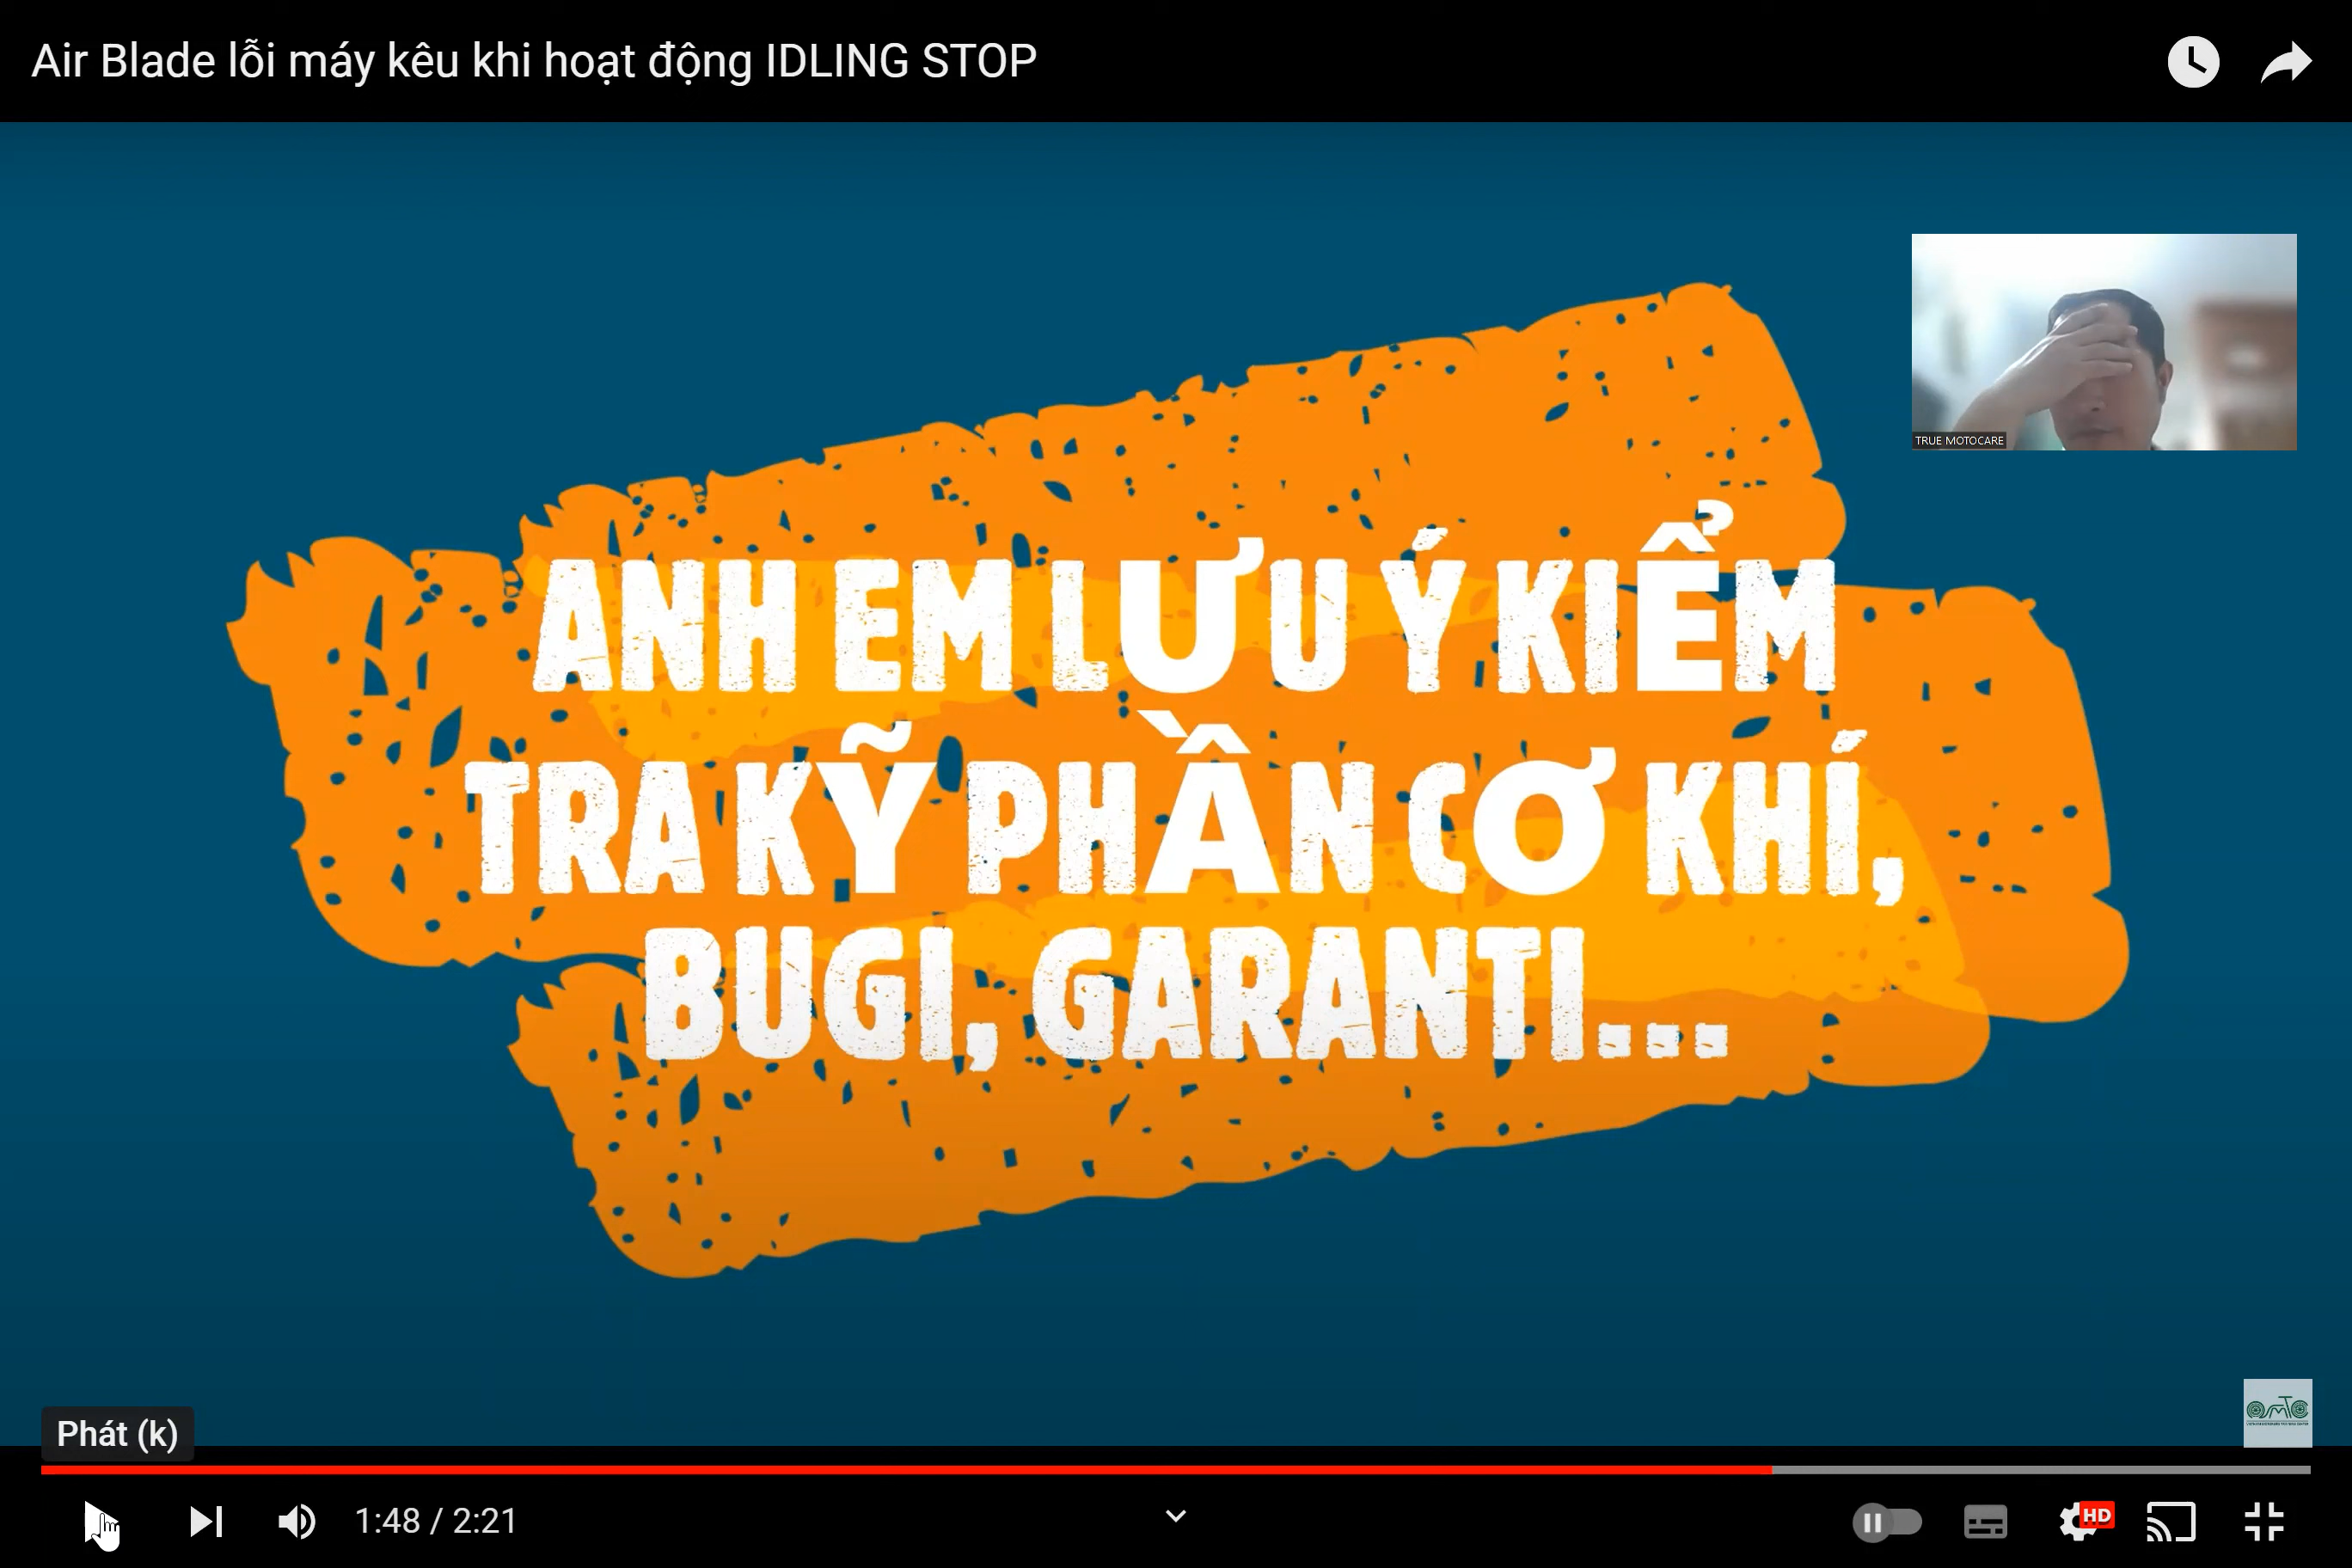 Air Blade lỗi máy kêu khi hoạt động IDLING STOP
TRUE MOTOCARE
ANH EM LƯU Ý KIỂM
TRA KỸ PHẦN CƠ KHÍ,
BUGI, GARANTI...
Phát (k)
1:48 / 2:21
HD